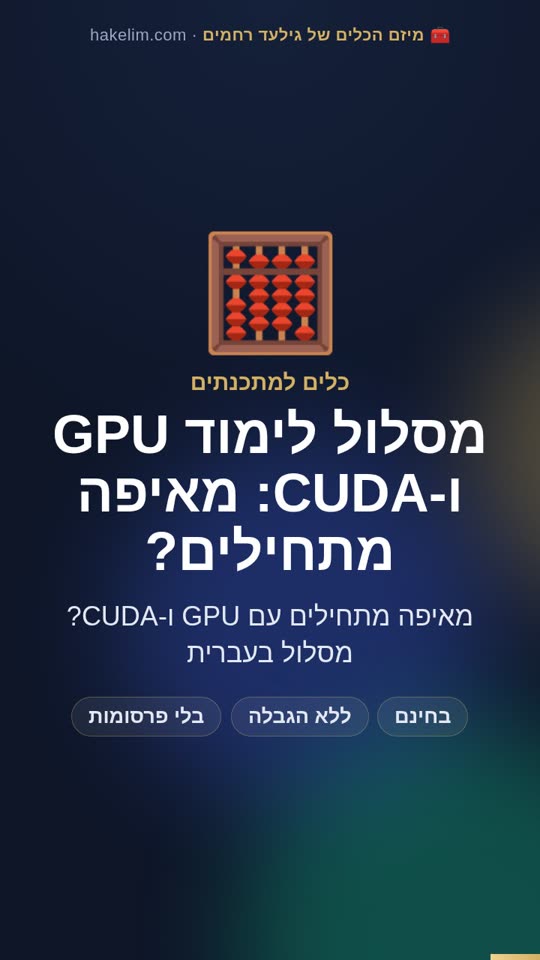 🧰 מיזם הכלים של גילעד רחמים · hakelim.com
כלים למתכנתים
מסלול לימוד GPU
ו-CUDA: מאיפה
מתחילים?
מאיפה מתחילים עם GPU ו-CUDA?
מסלול בעברית
בחינם
ללא הגבלה
בלי פרסומות